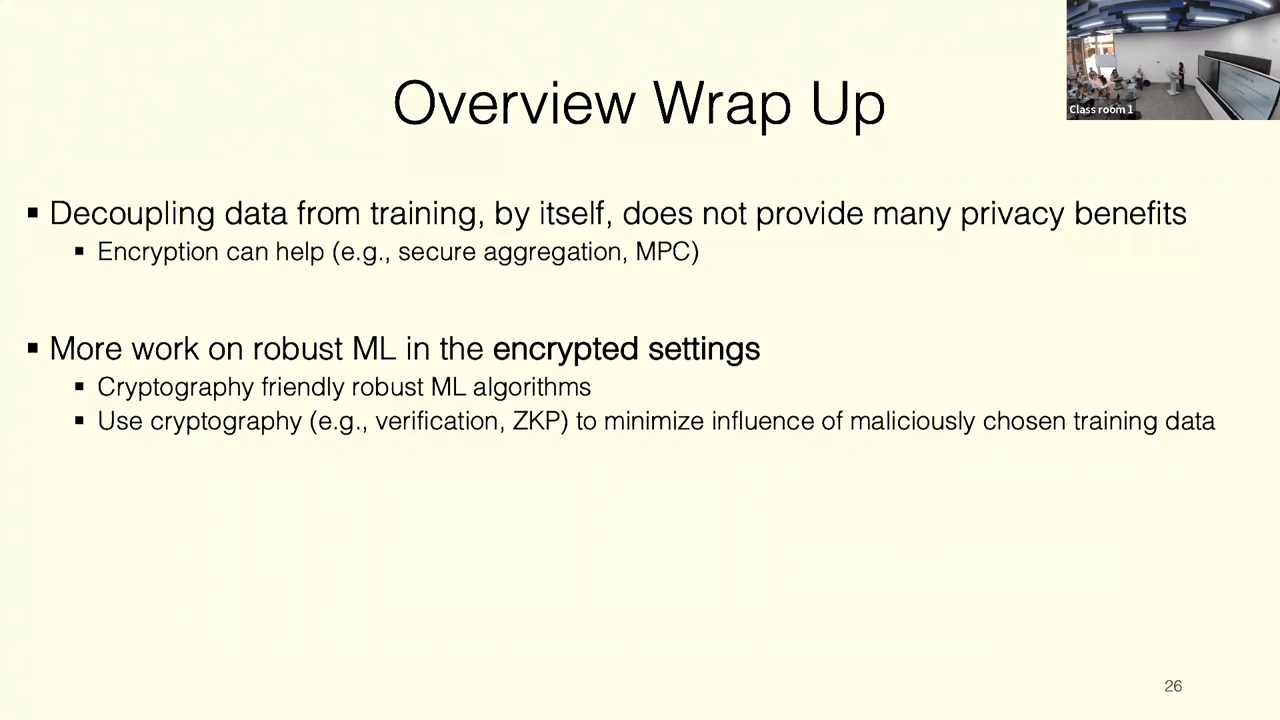 Overview Wrap Up
Class room 1
▪ Decoupling data from training, by itself, does not provide many privacy benefits
▪ Encryption can help (e.g., secure aggregation, MPC)
▪ More work on robust ML in the encrypted settings
▪ Cryptography friendly robust ML algorithms
▪ Use cryptography (e.g., verification, ZKP) to minimize influence of maliciously chosen training data
26